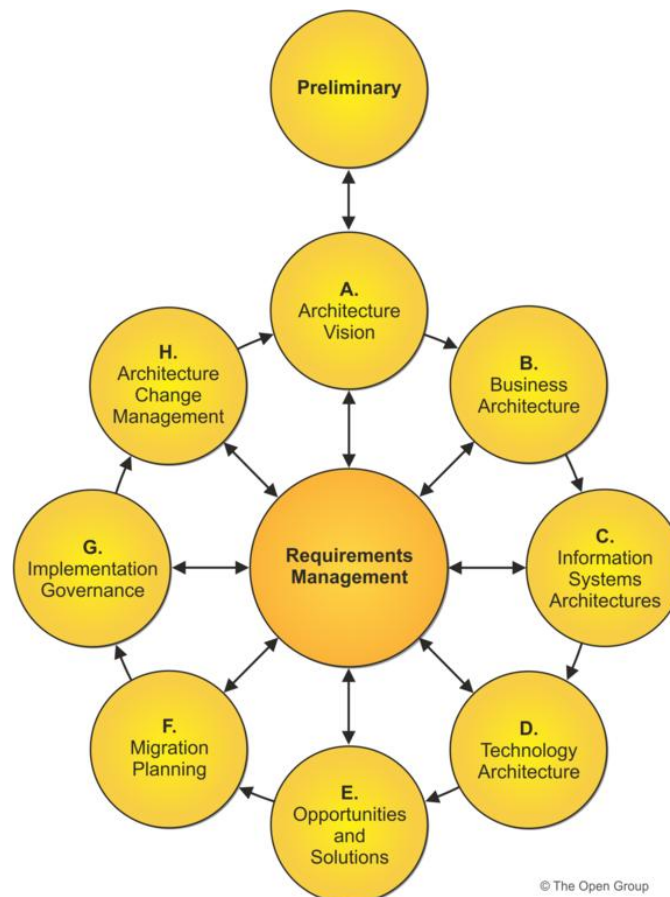 Preliminary
A.
Architecture
Vision
B.
Business
Architecture
C.
Information
Systems
Architectures
D.
Technology
Architecture
E.
Opportunities
and
Solutions
F.
Migration
Planning
G.
Implementation
Governance
H.
Architecture
Change
Management
Requirements
Management
© The Open Group